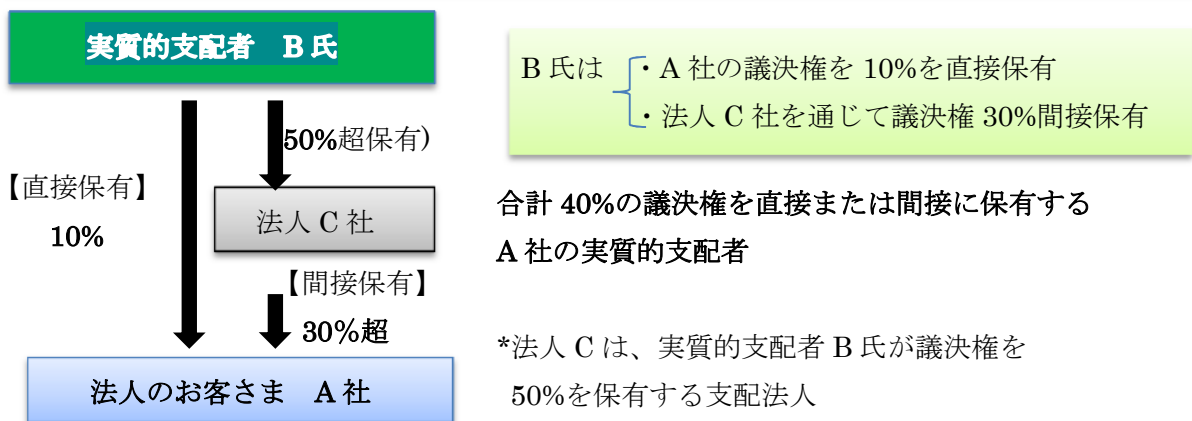 実質的支配者　B 氏
50%超保有)
【直接保有】
10%
法人 C 社
【間接保有】
30%超
法人のお客さま　A 社
B 氏は
・A 社の議決権を 10%を直接保有
・法人 C 社を通じて議決権 30%間接保有
合計 40%の議決権を直接または間接に保有する
A 社の実質的支配者
*法人 C は、実質的支配者 B 氏が議決権を
50%を保有する支配法人